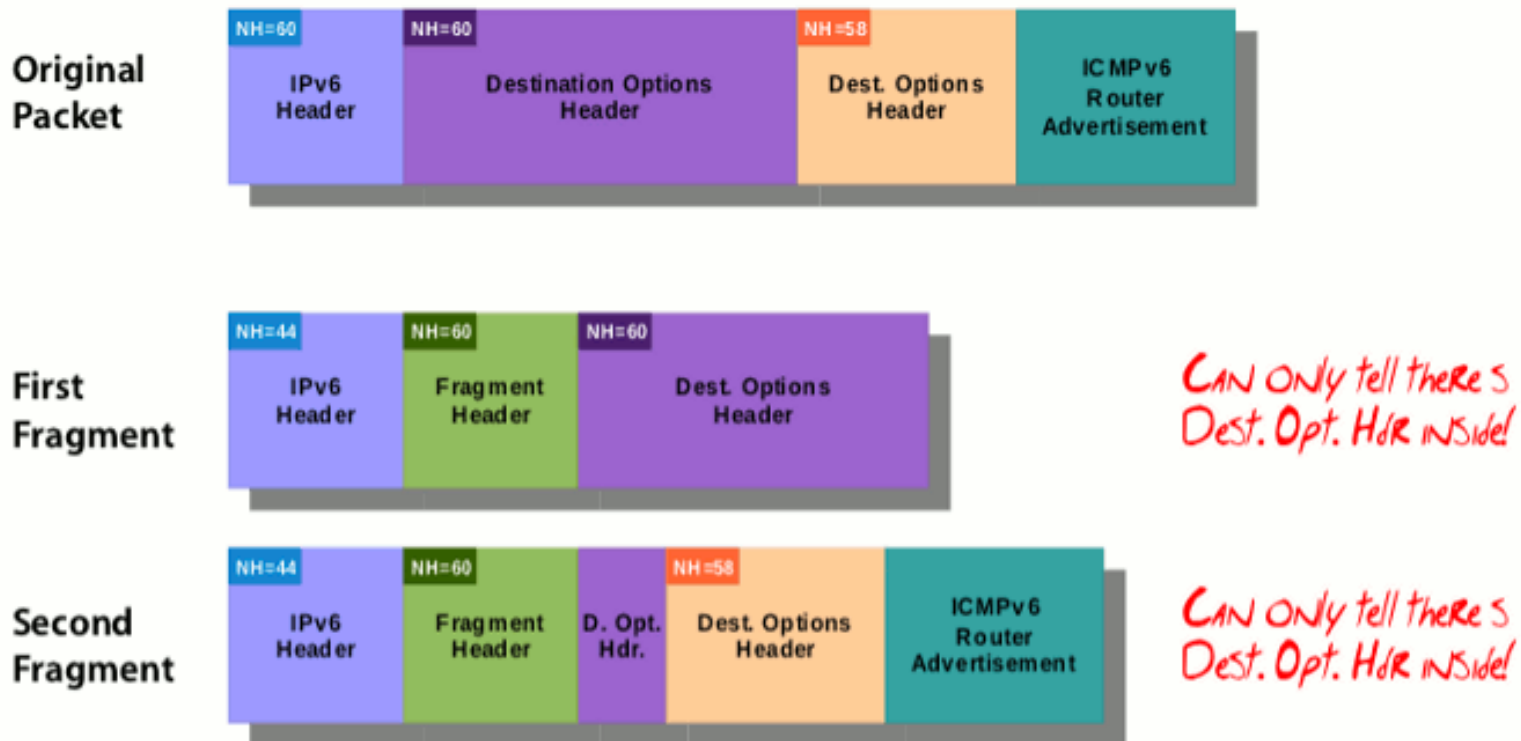 Original
Packet
NH=60
IPv6
Header
NH=60
Destination Options
Header
NH=58
Dest. Options
Header
ICMPv6
Router
Advertisement
First
Fragment
NH=44
IPv6
Header
NH=60
Fragment
Header
NH=60
Dest. Options
Header
CAN ONly tell theRe s
Dest. Opt. HdR iNSide!
Second
Fragment
NH=44
IPv6
Header
NH=60
Fragment
Header
D. Opt.
Hdr.
NH=58
Dest. Options
Header
ICMPv6
Router
Advertisement
CAN ONly tell theRe s
Dest. Opt. HdR iNSide!